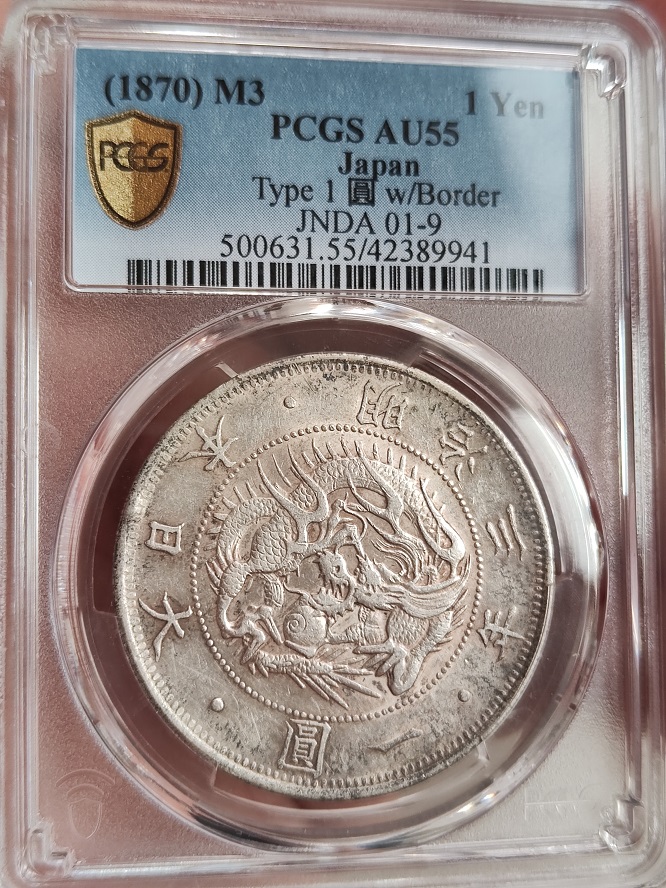 (1870) M3 1 Yen
PCGS AU55
PCGS
Japan
Type 1 圓 w/Border
JNDA 01-9
500631.55/42389941
大日本・明治三年・一圓